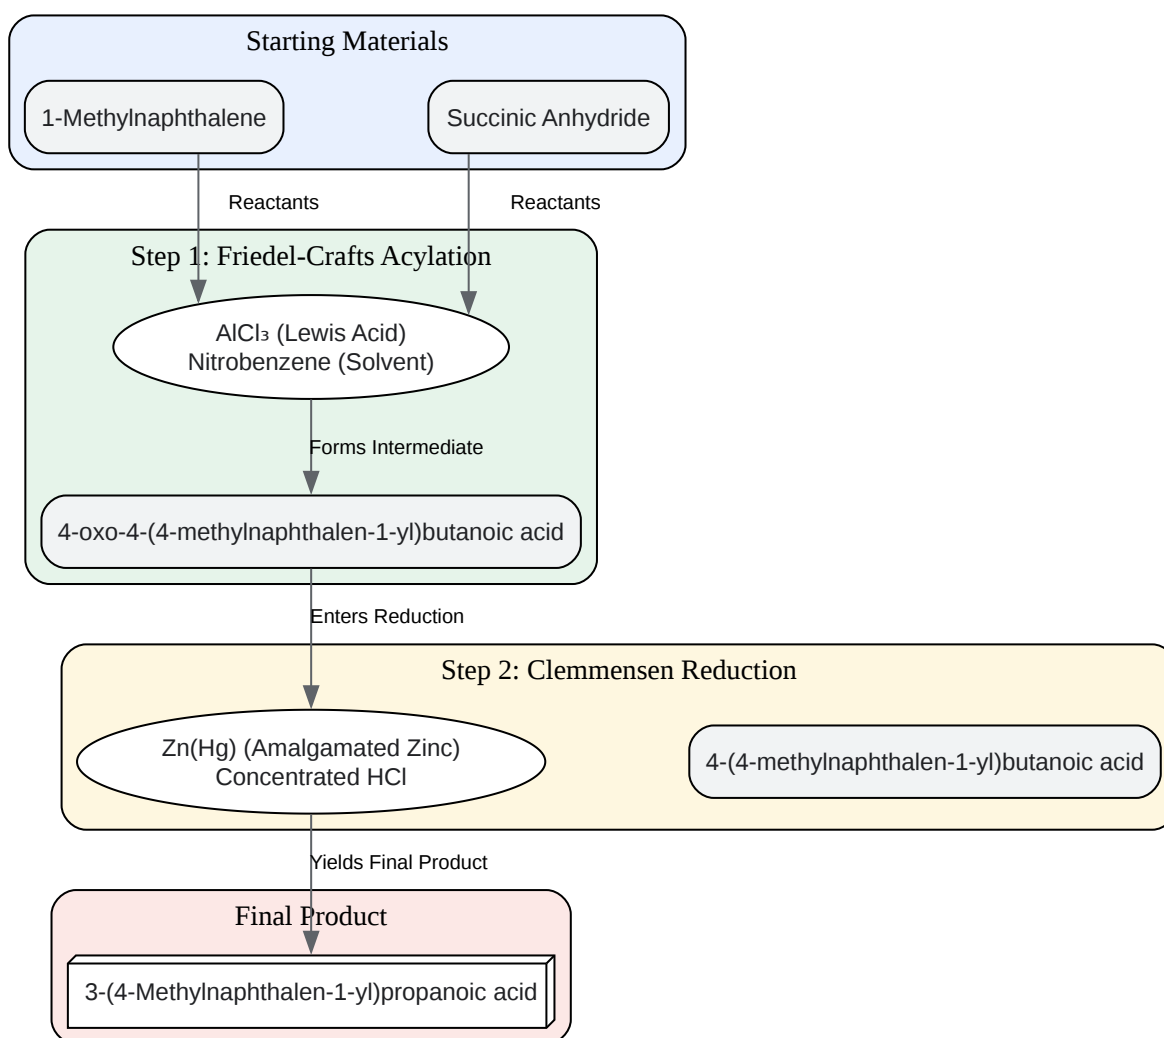 Starting Materials
1-Methylnaphthalene
Succinic Anhydride
Reactants
Reactants
Step 1: Friedel-Crafts Acylation
AlCl₃ (Lewis Acid)
Nitrobenzene (Solvent)
Forms Intermediate
4-oxo-4-(4-methylnaphthalen-1-yl)butanoic acid
Enters Reduction
Step 2: Clemmensen Reduction
Zn(Hg) (Amalgamated Zinc)
Concentrated HCl
4-(4-methylnaphthalen-1-yl)butanoic acid
Yields Final Product
Final Product
3-(4-Methylnaphthalen-1-yl)propanoic acid